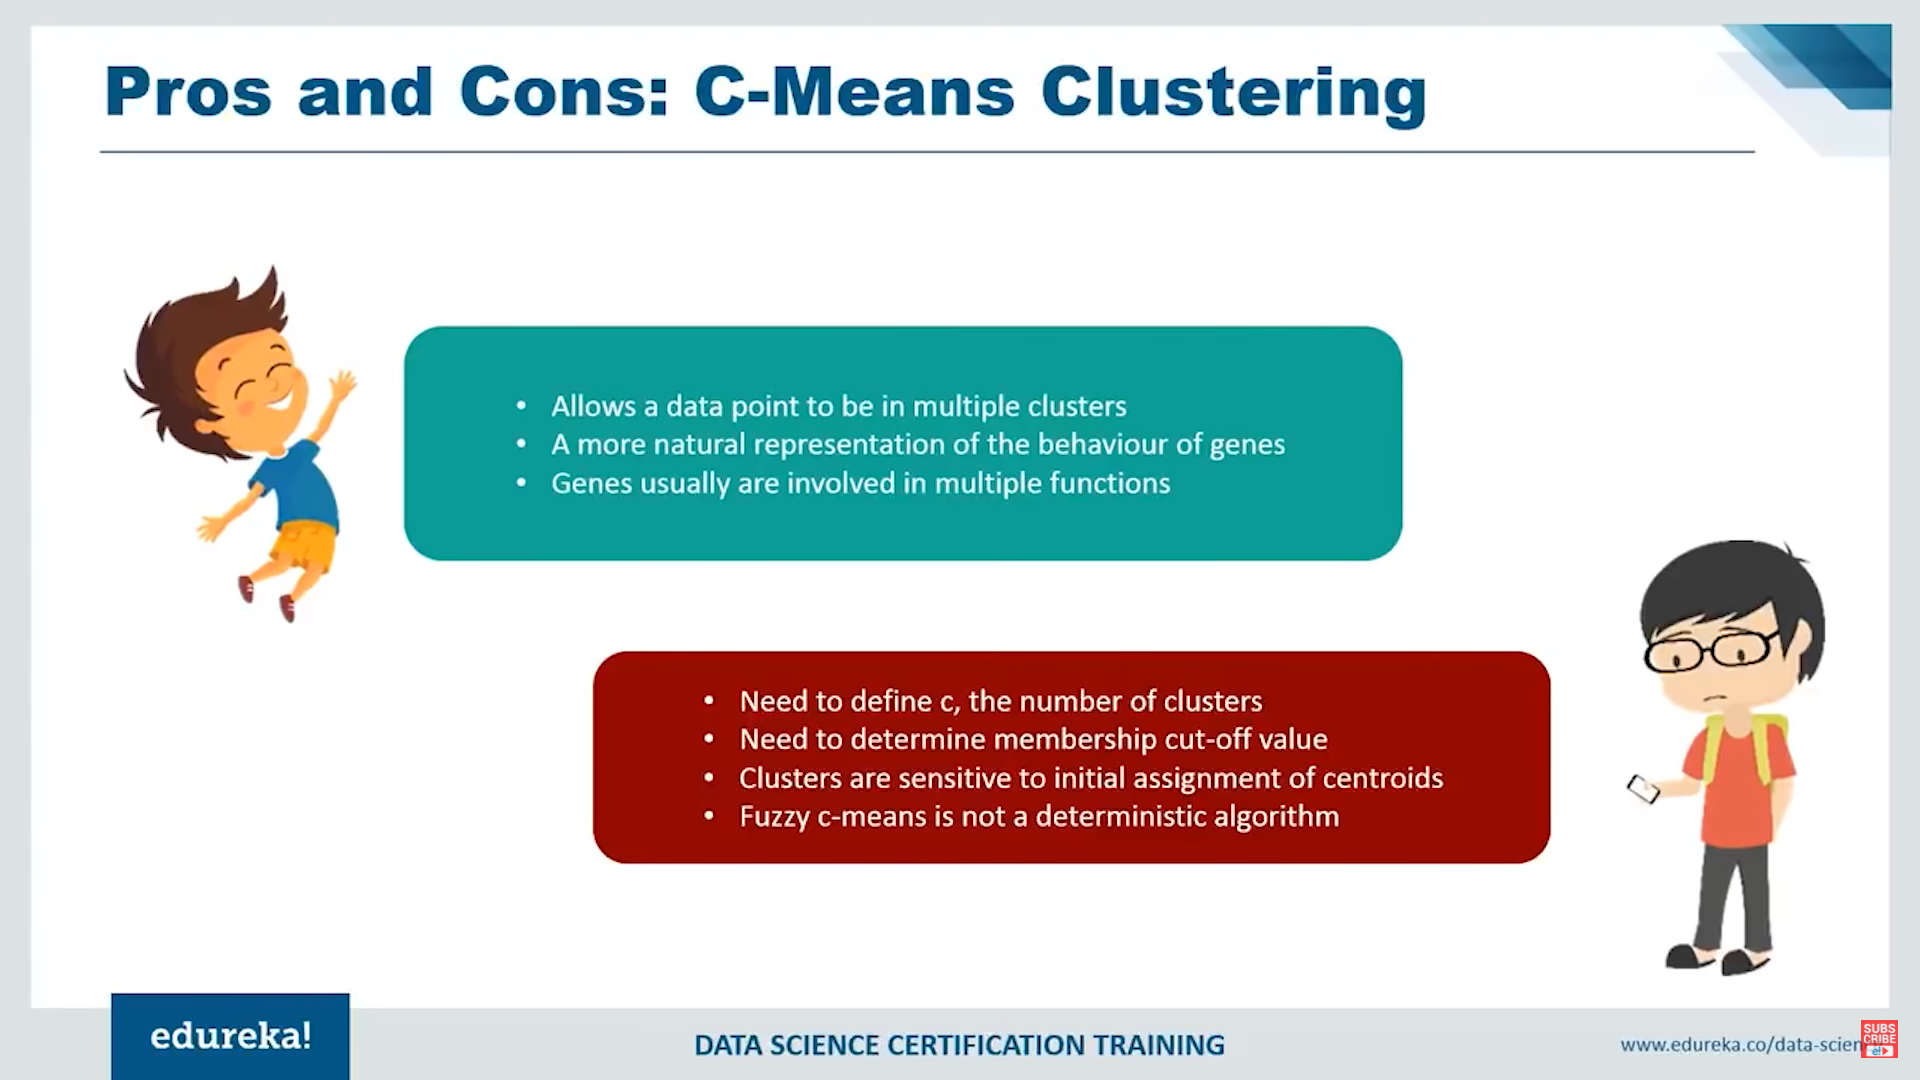 Pros and Cons: C-Means Clustering
• Allows a data point to be in multiple clusters
• A more natural representation of the behaviour of genes
• Genes usually are involved in multiple functions
• Need to define c, the number of clusters
• Need to determine membership cut-off value
• Clusters are sensitive to initial assignment of centroids
• Fuzzy c-means is not a deterministic algorithm
edureka!
DATA SCIENCE CERTIFICATION TRAINING
www.edureka.co/data-scien
SUBS
CRIBE
e!